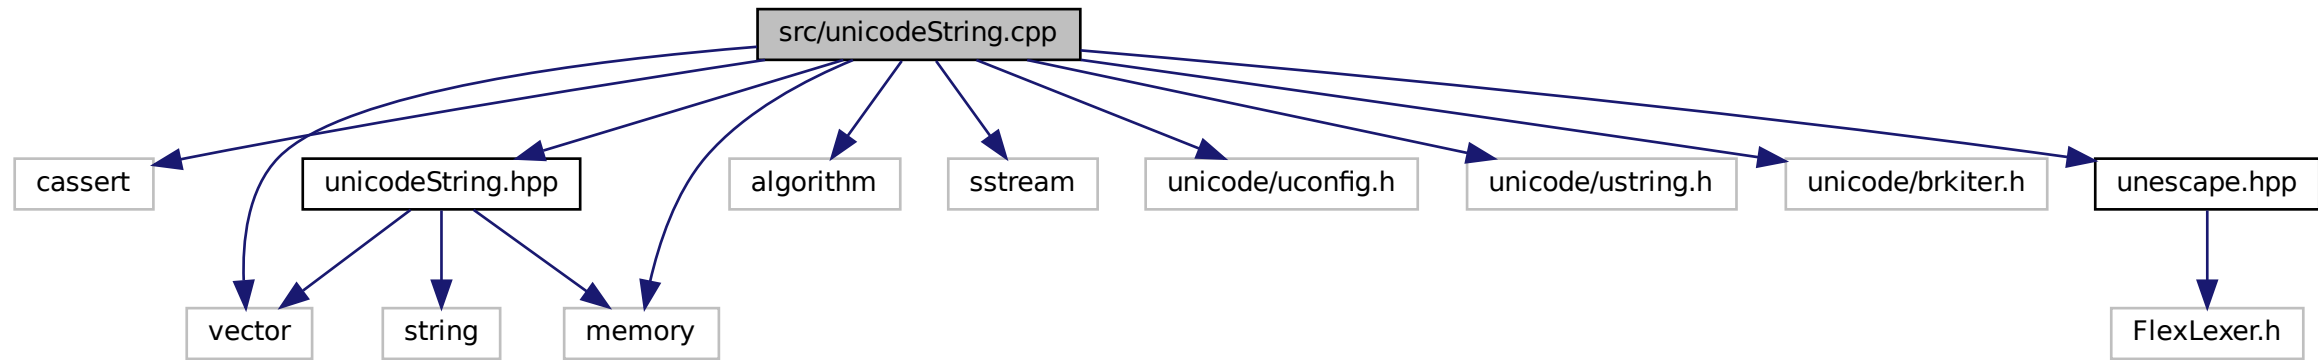 src/unicodeString.cpp
cassert
unicodeString.hpp
algorithm
sstream
unicode/uconfig.h
unicode/ustring.h
unicode/brkiter.h
unescape.hpp
vector
string
memory
FlexLexer.h